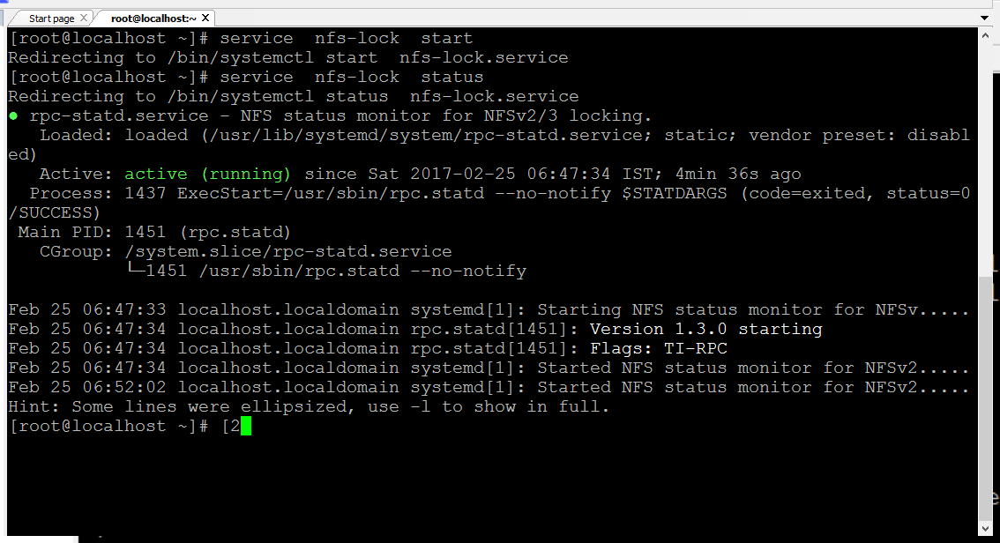 Start page
root@localhost:~
[root@localhost ~]# service  nfs-lock  start
Redirecting to /bin/systemctl start  nfs-lock.service
[root@localhost ~]# service  nfs-lock  status
Redirecting to /bin/systemctl status  nfs-lock.service
● rpc-statd.service - NFS status monitor for NFSv2/3 locking.
   Loaded: loaded (/usr/lib/systemd/system/rpc-statd.service; static; vendor preset: disabl
ed)
   Active: active (running) since Sat 2017-02-25 06:47:34 IST; 4min 36s ago
  Process: 1437 ExecStart=/usr/sbin/rpc.statd --no-notify $STATDARGS (code=exited, status=0
/SUCCESS)
 Main PID: 1451 (rpc.statd)
   CGroup: /system.slice/rpc-statd.service
           └─1451 /usr/sbin/rpc.statd --no-notify
Feb 25 06:47:33 localhost.localdomain systemd[1]: Starting NFS status monitor for NFSv.....
Feb 25 06:47:34 localhost.localdomain rpc.statd[1451]: Version 1.3.0 starting
Feb 25 06:47:34 localhost.localdomain rpc.statd[1451]: Flags: TI-RPC
Feb 25 06:47:34 localhost.localdomain systemd[1]: Started NFS status monitor for NFSv2.....
Feb 25 06:52:02 localhost.localdomain systemd[1]: Started NFS status monitor for NFSv2.....
Hint: Some lines were ellipsized, use -l to show in full.
[root@localhost ~]# [2